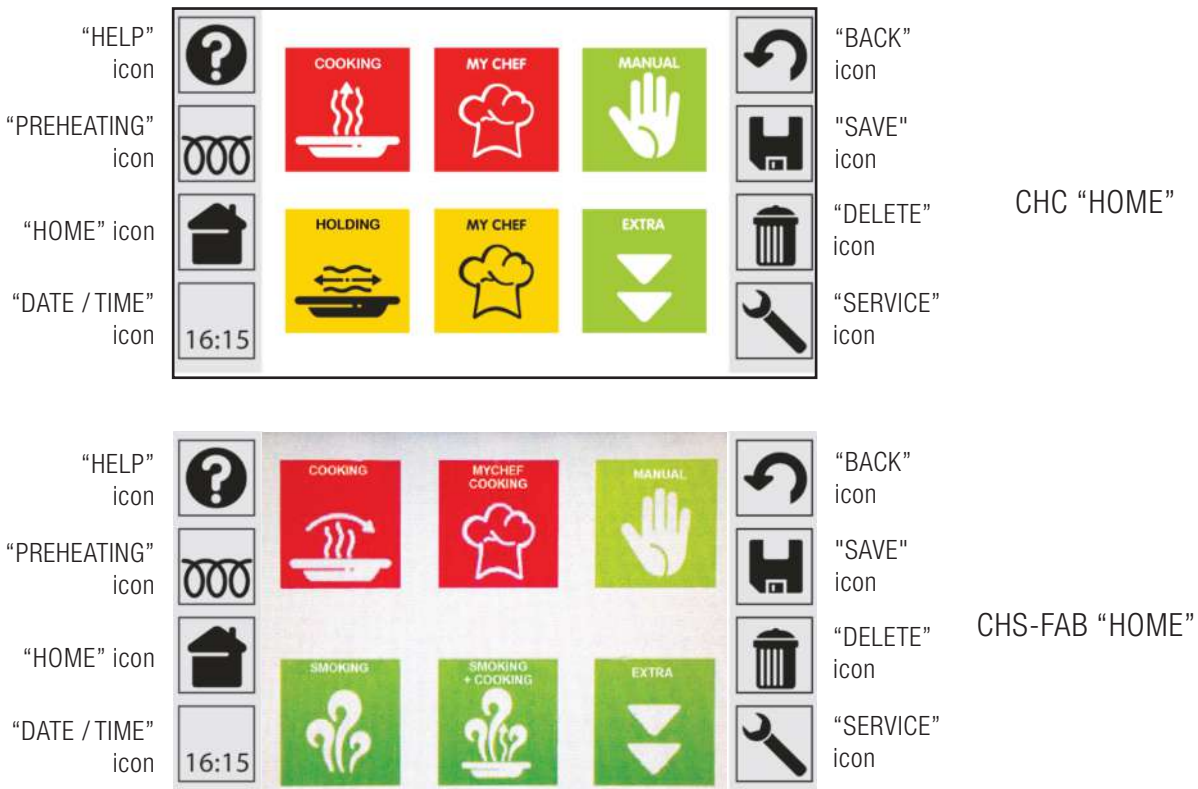 “HELP”
icon
“PREHEATING”
icon
“HOME” icon
“DATE / TIME”
icon
16:15
COOKING
MY CHEF
MANUAL
HOLDING
MY CHEF
EXTRA
“BACK”
icon
"SAVE"
icon
“DELETE”
icon
“SERVICE”
icon
CHC “HOME”
“HELP”
icon
“PREHEATING”
icon
“HOME” icon
“DATE / TIME”
icon
16:15
COOKING
MYCHEF
COOKING
MANUAL
SMOKING
SMOKING
+ COOKING
EXTRA
“BACK”
icon
"SAVE"
icon
“DELETE”
icon
“SERVICE”
icon
CHS-FAB “HOME”